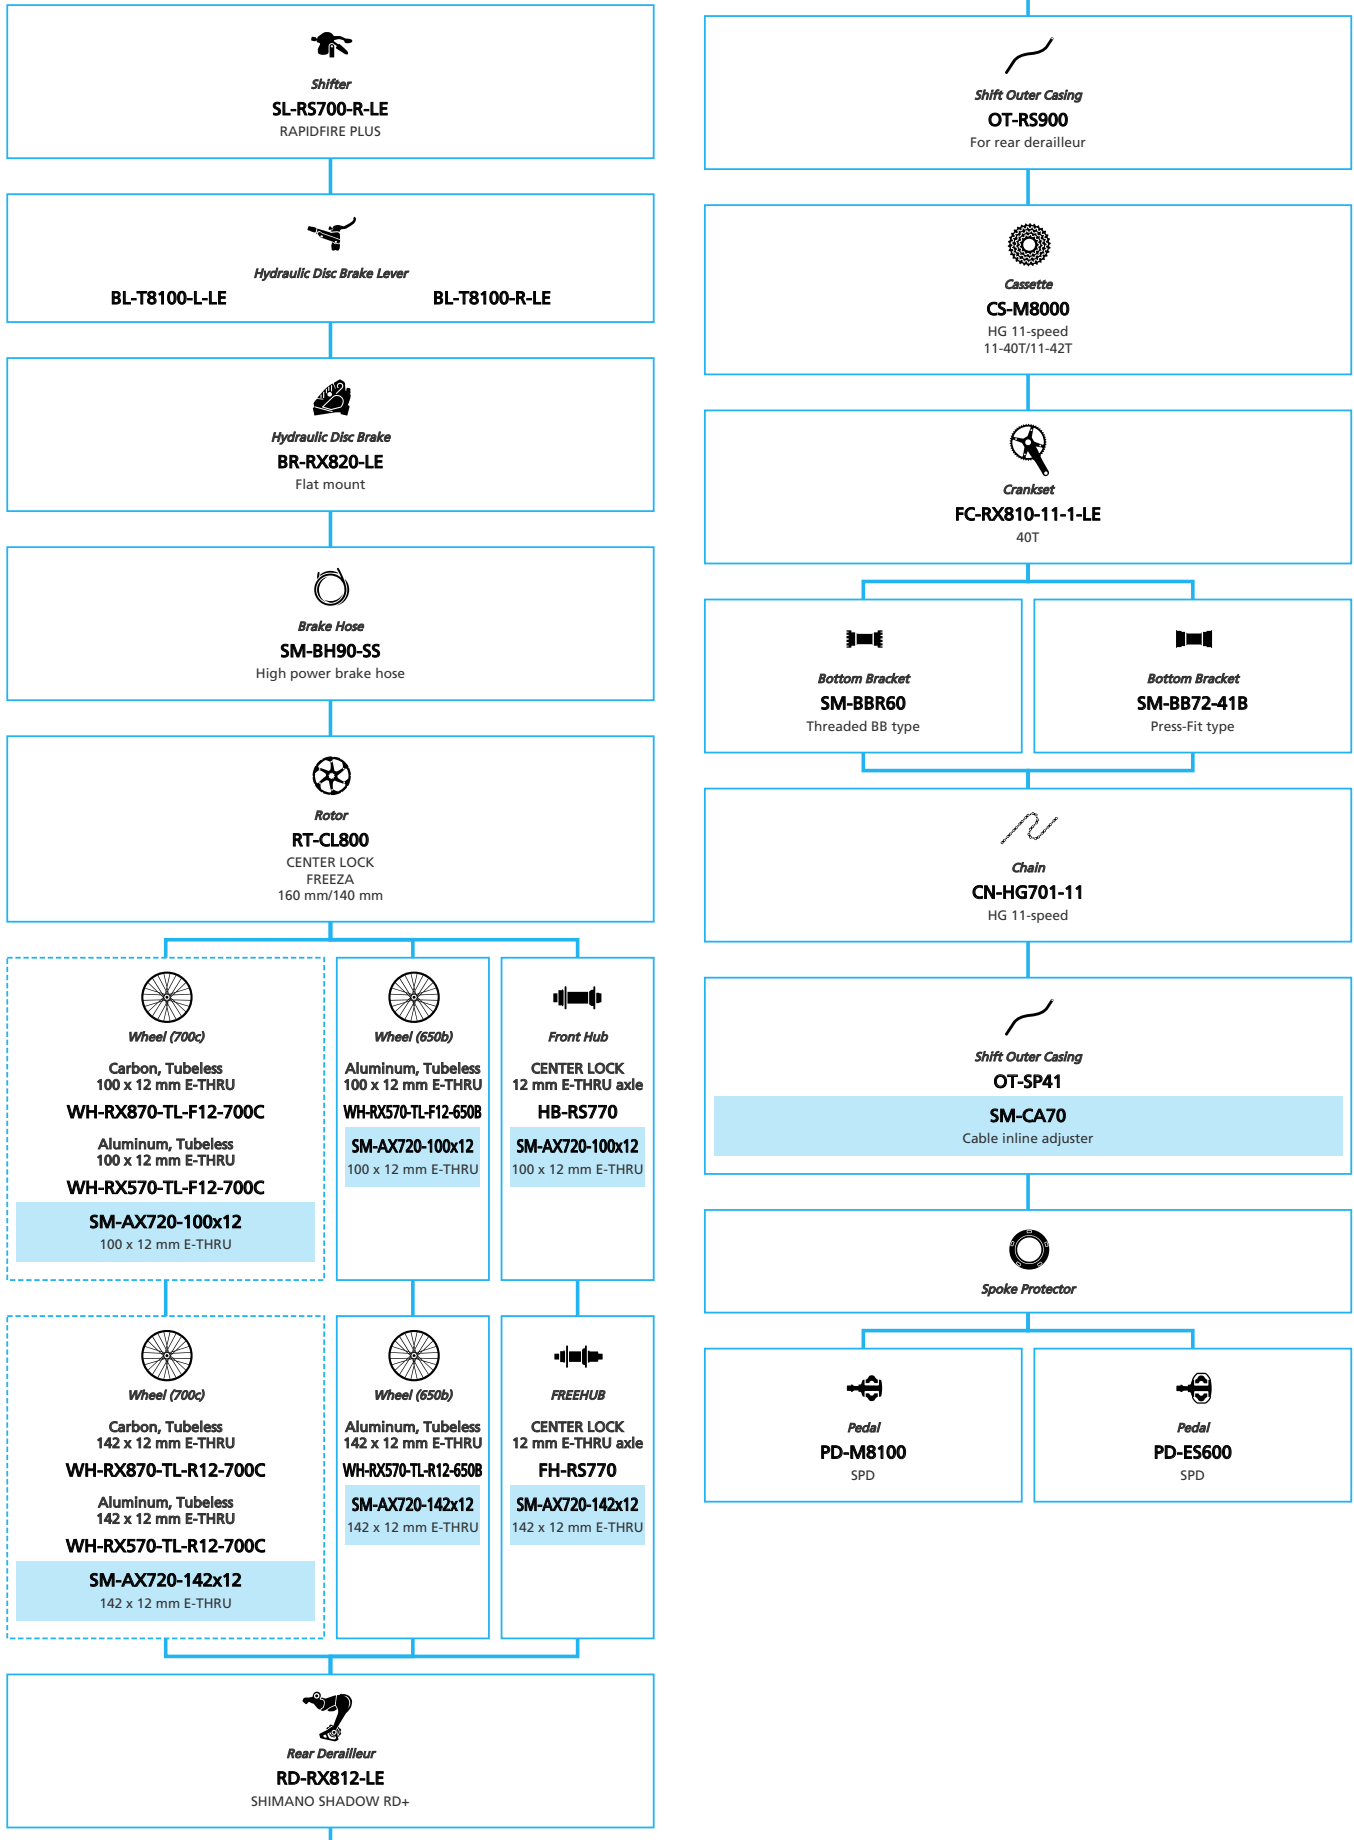 Shifter
SL-RS700-R-LE
RAPIDFIRE PLUS
Hydraulic Disc Brake Lever
BL-T8100-L-LE
BL-T8100-R-LE
Hydraulic Disc Brake
BR-RX820-LE
Flat mount
Brake Hose
SM-BH90-SS
High power brake hose
Rotor
RT-CL800
CENTER LOCK
FREEZA
160 mm/140 mm
Wheel (700c)
Carbon, Tubeless
100 x 12 mm E-THRU
WH-RX870-TL-F12-700C
Aluminum, Tubeless
100 x 12 mm E-THRU
WH-RX570-TL-F12-700C
SM-AX720-100x12
100 x 12 mm E-THRU
Wheel (650b)
Aluminum, Tubeless
100 x 12 mm E-THRU
WH-RX570-TL-F12-650B
SM-AX720-100x12
100 x 12 mm E-THRU
Front Hub
CENTER LOCK
12 mm E-THRU axle
HB-RS770
SM-AX720-100x12
100 x 12 mm E-THRU
Wheel (700c)
Carbon, Tubeless
142 x 12 mm E-THRU
WH-RX870-TL-R12-700C
Aluminum, Tubeless
142 x 12 mm E-THRU
WH-RX570-TL-R12-700C
SM-AX720-142x12
142 x 12 mm E-THRU
Wheel (650b)
Aluminum, Tubeless
142 x 12 mm E-THRU
WH-RX570-TL-R12-650B
SM-AX720-142x12
142 x 12 mm E-THRU
FREEHUB
CENTER LOCK
12 mm E-THRU axle
FH-RS770
SM-AX720-142x12
142 x 12 mm E-THRU
Rear Derailleur
RD-RX812-LE
SHIMANO SHADOW RD+
Shift Outer Casing
OT-RS900
For rear derailleur
Cassette
CS-M8000
HG 11-speed
11-40T/11-42T
Crankset
FC-RX810-11-1-LE
40T
Bottom Bracket
SM-BBR60
Threaded BB type
Bottom Bracket
SM-BB72-41B
Press-Fit type
Chain
CN-HG701-11
HG 11-speed
Shift Outer Casing
OT-SP41
SM-CA70
Cable inline adjuster
Spoke Protector
Pedal
PD-M8100
SPD
Pedal
PD-ES600
SPD